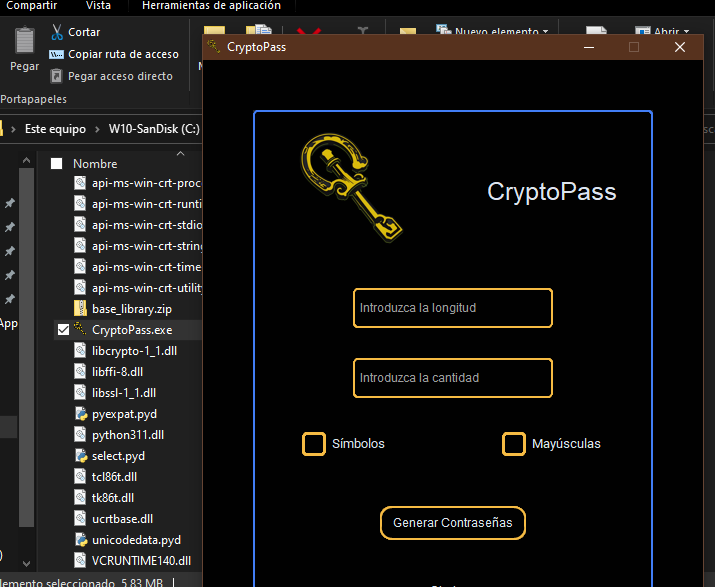 Compartir Vista Herramientas de aplicación
Cortar
Copiar ruta de acceso
Pegar acceso directo
Pegar
Portapapeles
Nuevo elemento
Abrir
CryptoPass
Este equipo > W10-SanDisk (C:)
Nombre
api-ms-win-crt-proc
api-ms-win-crt-runti
api-ms-win-crt-stdio
api-ms-win-crt-string
api-ms-win-crt-time
api-ms-win-crt-utility
base_library.zip
CryptoPass.exe
libcrypto-1_1.dll
libffi-8.dll
libssl-1_1.dll
pyexpat.pyd
python311.dll
select.pyd
tcl86t.dll
tk86t.dll
ucrtbase.dll
unicodedata.pyd
VCRUNTIME140.dll
App
lemento seleccionado 5,83 MB
CryptoPass
Introduzca la longitud
Introduzca la cantidad
Símbolos Mayúsculas
Generar Contraseñas